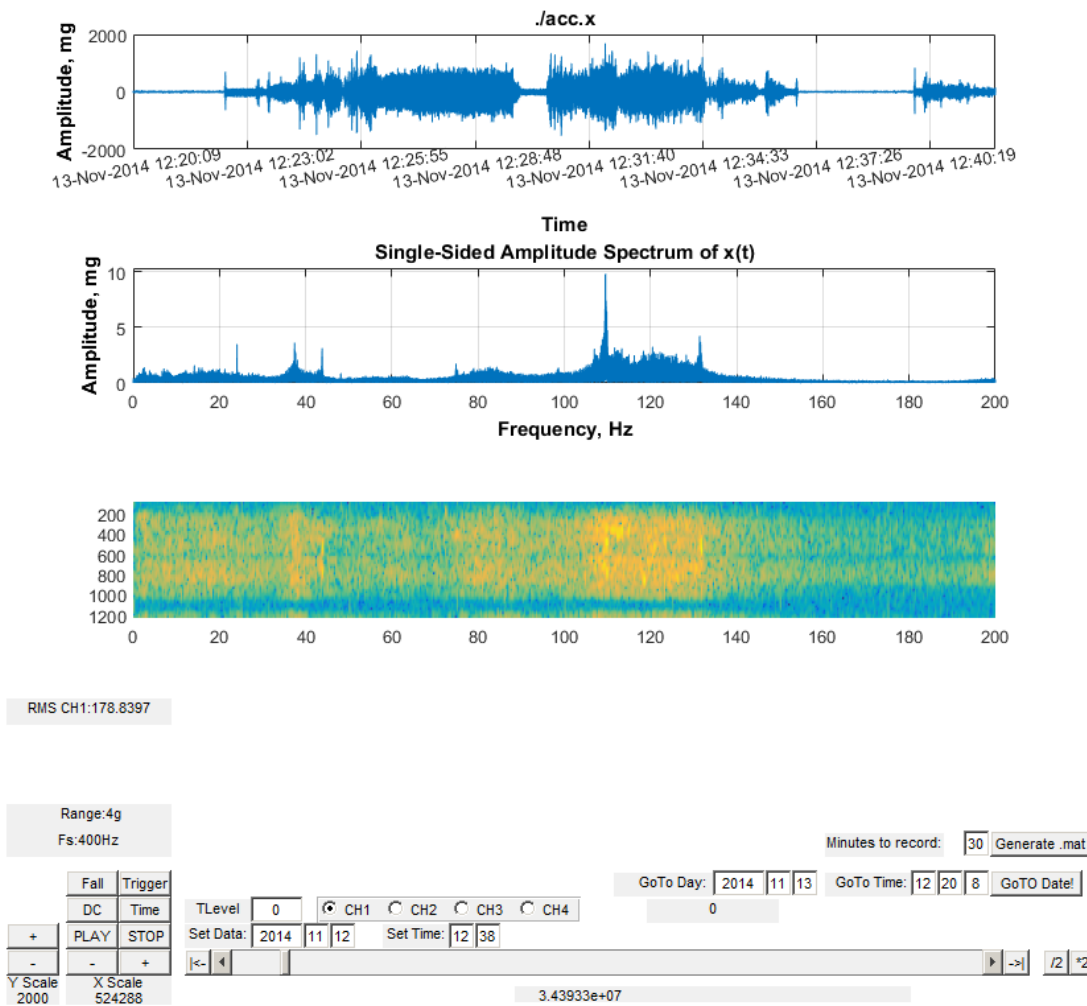 ./acc.x
Amplitude, mg
2000
0
-2000
13-Nov-2014 12:20:09
13-Nov-2014 12:23:02
13-Nov-2014 12:25:55
13-Nov-2014 12:28:48
13-Nov-2014 12:31:40
13-Nov-2014 12:34:33
13-Nov-2014 12:37:26
13-Nov-2014 12:40:19
Time
Single-Sided Amplitude Spectrum of x(t)
Amplitude, mg
10
5
0
0 20 40 60 80 100 120 140 160 180 200
Frequency, Hz
200
400
600
800
1000
1200
0 20 40 60 80 100 120 140 160 180 200
RMS CH1:178.8397
Range:4g
Fs:400Hz
Minutes to record: 30 Generate .mat
Fall Trigger GoTo Day: 2014 11 13 GoTo Time: 12 20 8 GoTO Date!
DC Time TLevel 0 CH1 CH2 CH3 CH4 0
+ PLAY STOP Set Data: 2014 11 12 Set Time: 12 38
- - + |<- ->| /2 *2
Y Scale X Scale
2000 524288 3.43933e+07